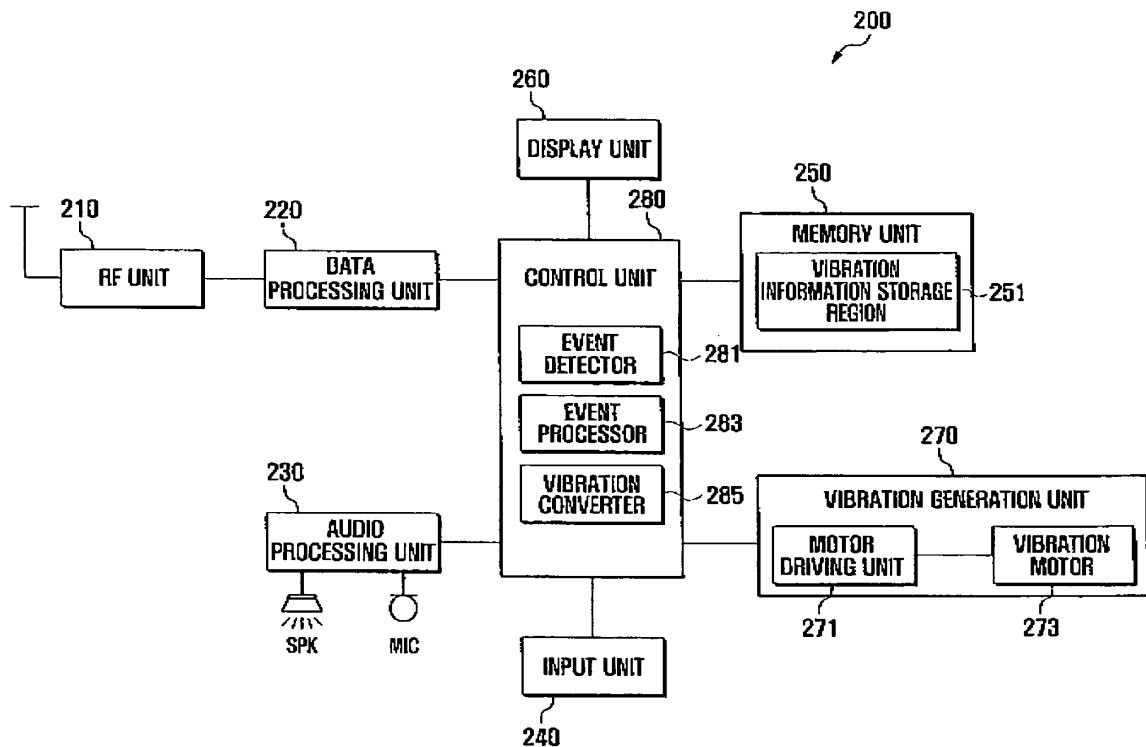 200
260
DISPLAY UNIT
210
RF UNIT
220
DATA
PROCESSING UNIT
280
CONTROL UNIT
EVENT
DETECTOR
281
EVENT
PROCESSOR
283
VIBRATION
CONVERTER
285
250
MEMORY UNIT
VIBRATION
INFORMATION STORAGE
REGION
251
230
AUDIO
PROCESSING UNIT
SPK
MIC
270
VIBRATION GENERATION UNIT
MOTOR
DRIVING UNIT
271
VIBRATION
MOTOR
273
INPUT UNIT
240